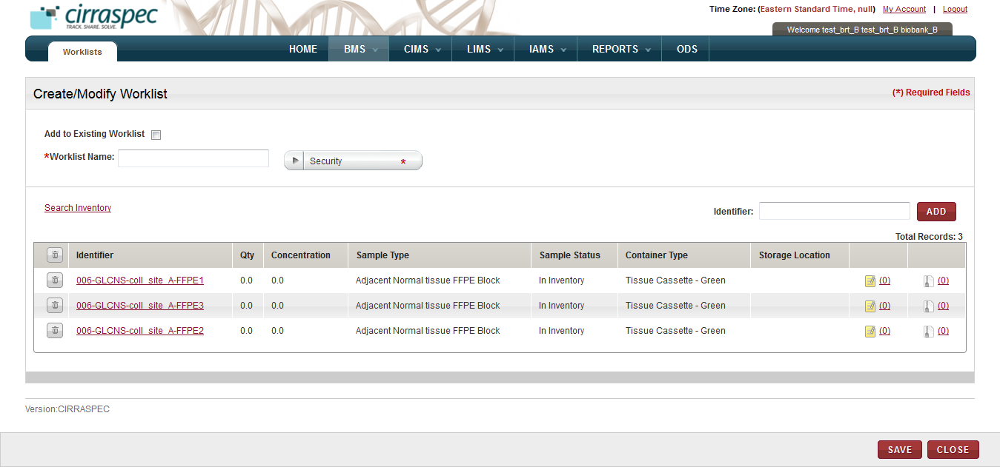 cirraspec
TRACK. SHARE. SOLVE.
Time Zone: (Eastern Standard Time, null) My Account | Logout
Welcome test_brt_B test_brt_B biobank_B
Worklists HOME BMS CIMS LIMS IAMS REPORTS ODS
Create/Modify Worklist (*) Required Fields
Add to Existing Worklist
*Worklist Name: Security *
Search Inventory Identifier: ADD
Total Records: 3
Identifier Qty Concentration Sample Type Sample Status Container Type Storage Location
006-GLCNS-coll_site_A-FFPE1 0.0 0.0 Adjacent Normal tissue FFPE Block In Inventory Tissue Cassette - Green (0) (0)
006-GLCNS-coll_site_A-FFPE3 0.0 0.0 Adjacent Normal tissue FFPE Block In Inventory Tissue Cassette - Green (0) (0)
006-GLCNS-coll_site_A-FFPE2 0.0 0.0 Adjacent Normal tissue FFPE Block In Inventory Tissue Cassette - Green (0) (0)
Version:CIRRASPEC
SAVE CLOSE